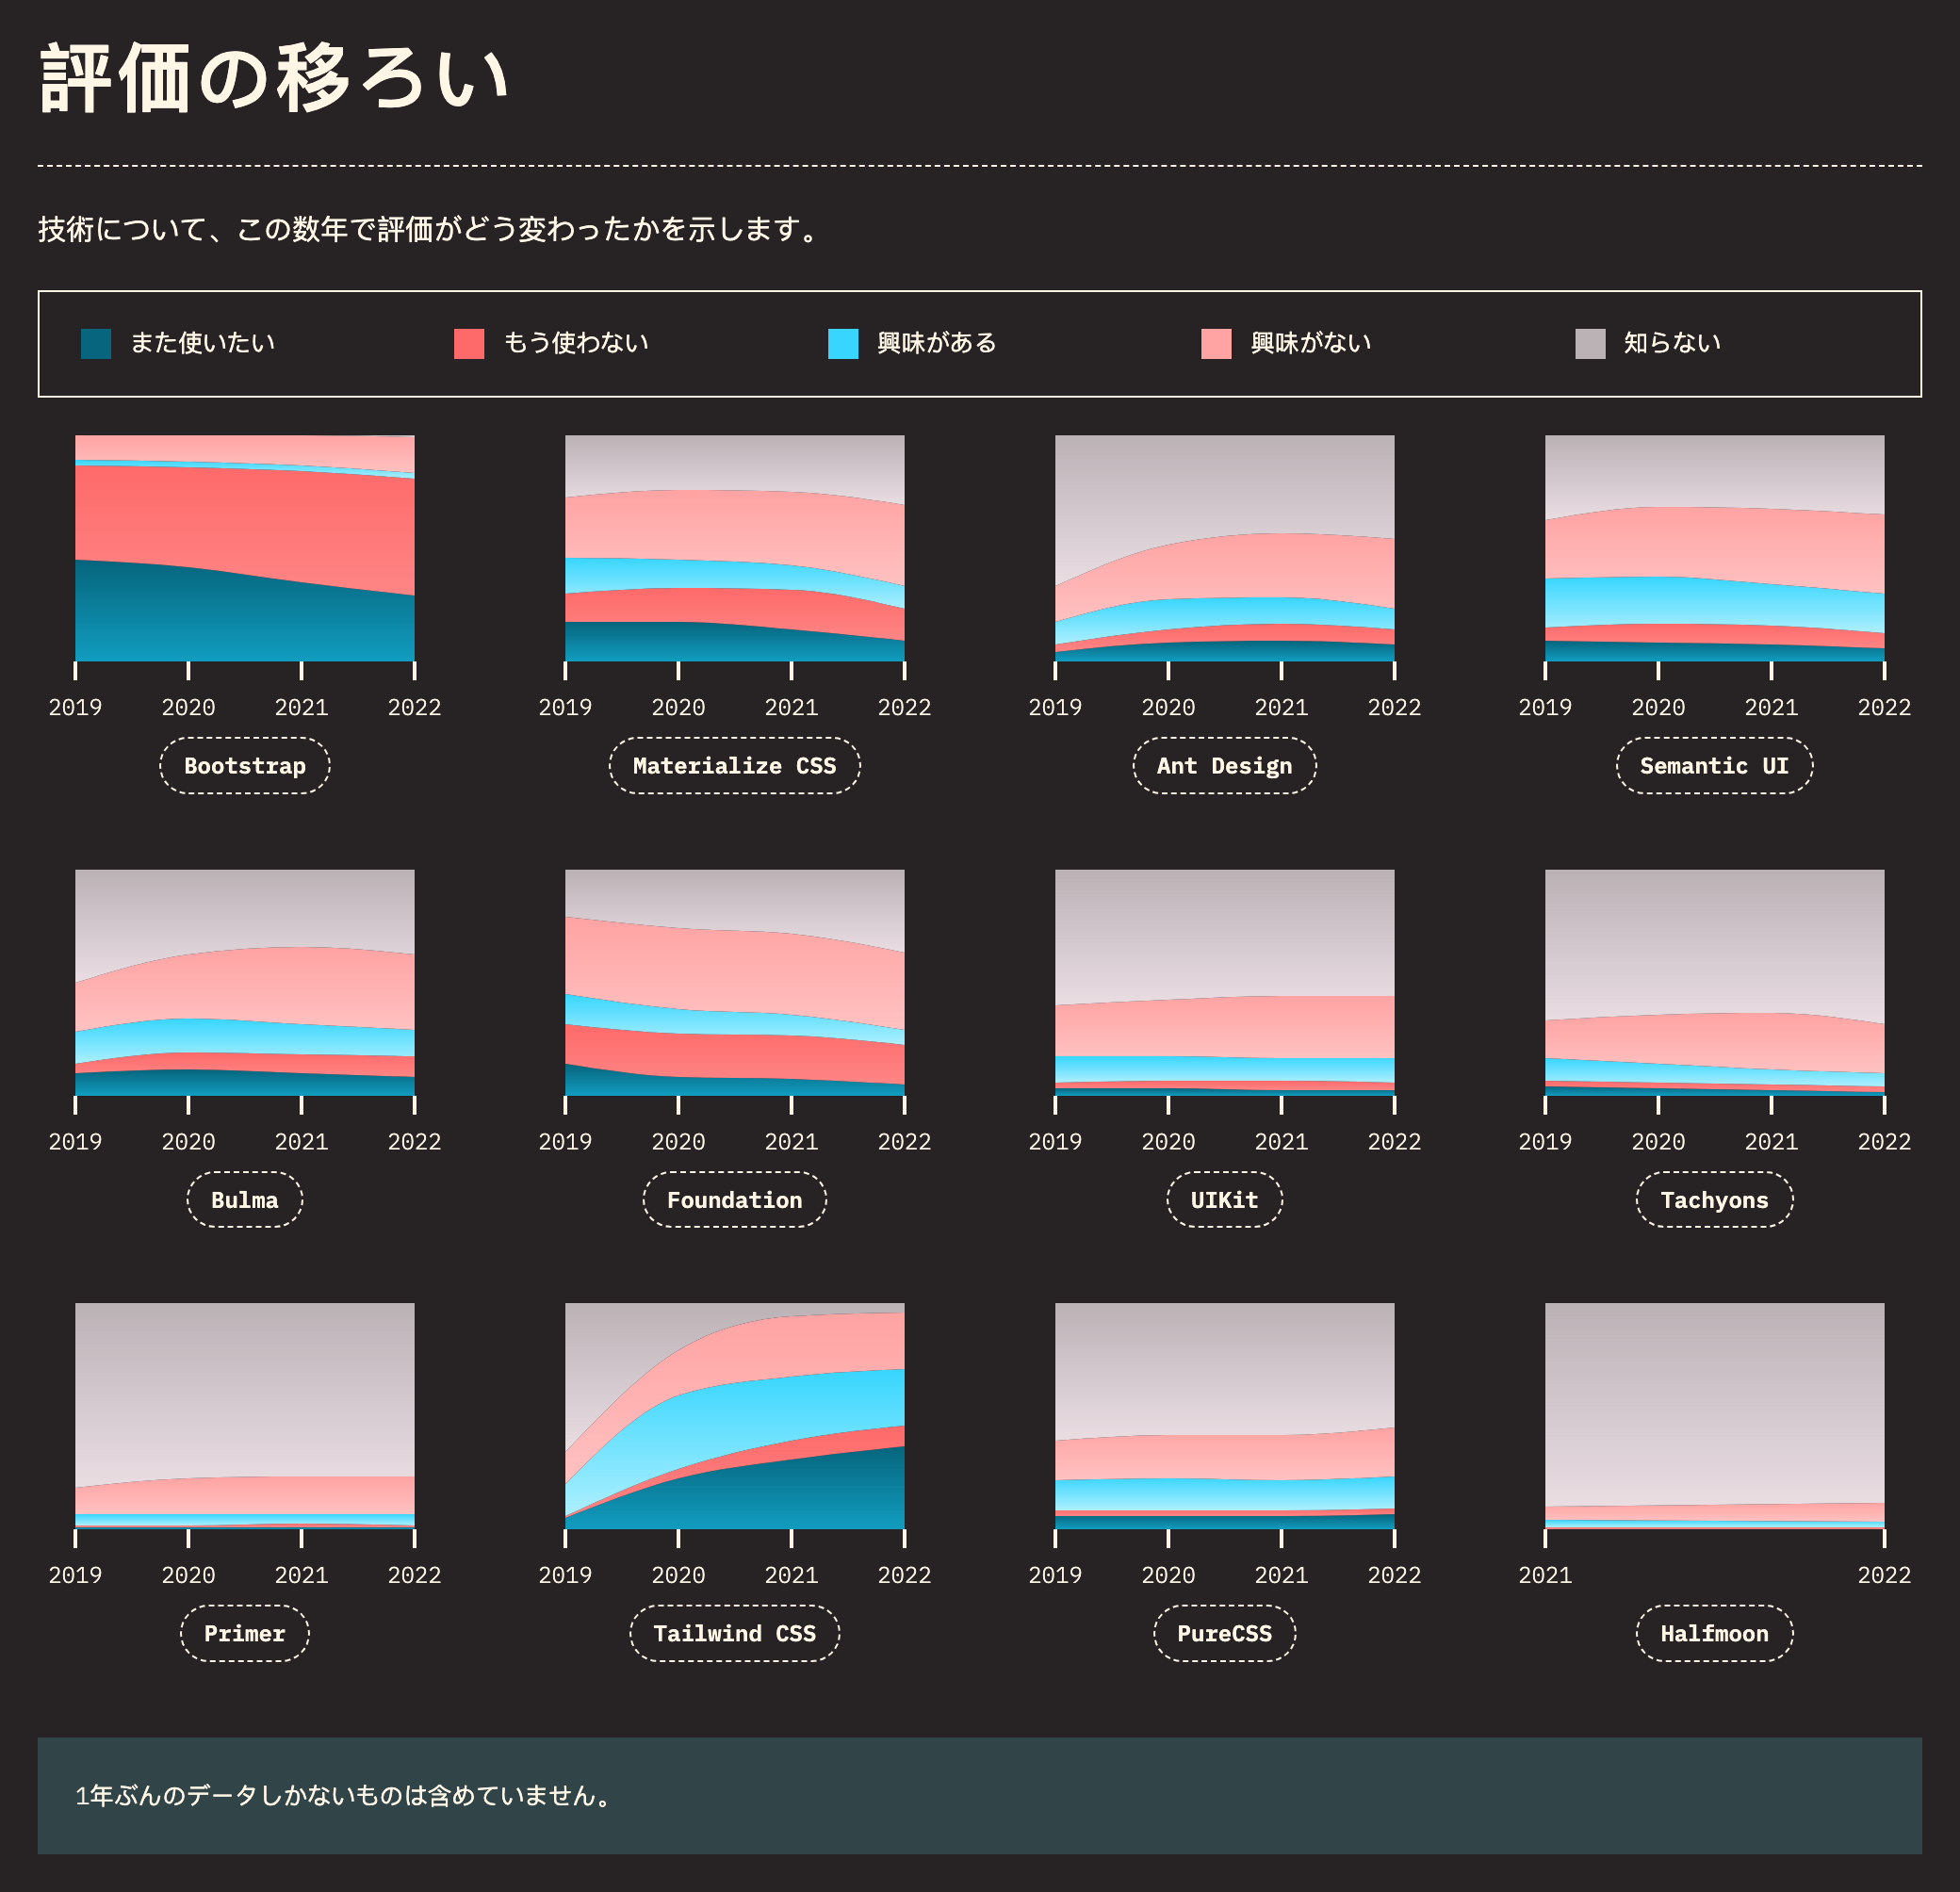 評価の移ろい
技術について、この数年で評価がどう変わったかを示します。
また使いたい もう使わない 興味がある 興味がない 知らない
2019 2020 2021 2022 2019 2020 2021 2022 2019 2020 2021 2022 2019 2020 2021 2022
Bootstrap Materialize CSS Ant Design Semantic UI
2019 2020 2021 2022 2019 2020 2021 2022 2019 2020 2021 2022 2019 2020 2021 2022
Bulma Foundation UIKit Tachyons
2019 2020 2021 2022 2019 2020 2021 2022 2019 2020 2021 2022 2021 2022
Primer Tailwind CSS PureCSS Halfmoon
1年ぶんのデータしかないものは含めていません。